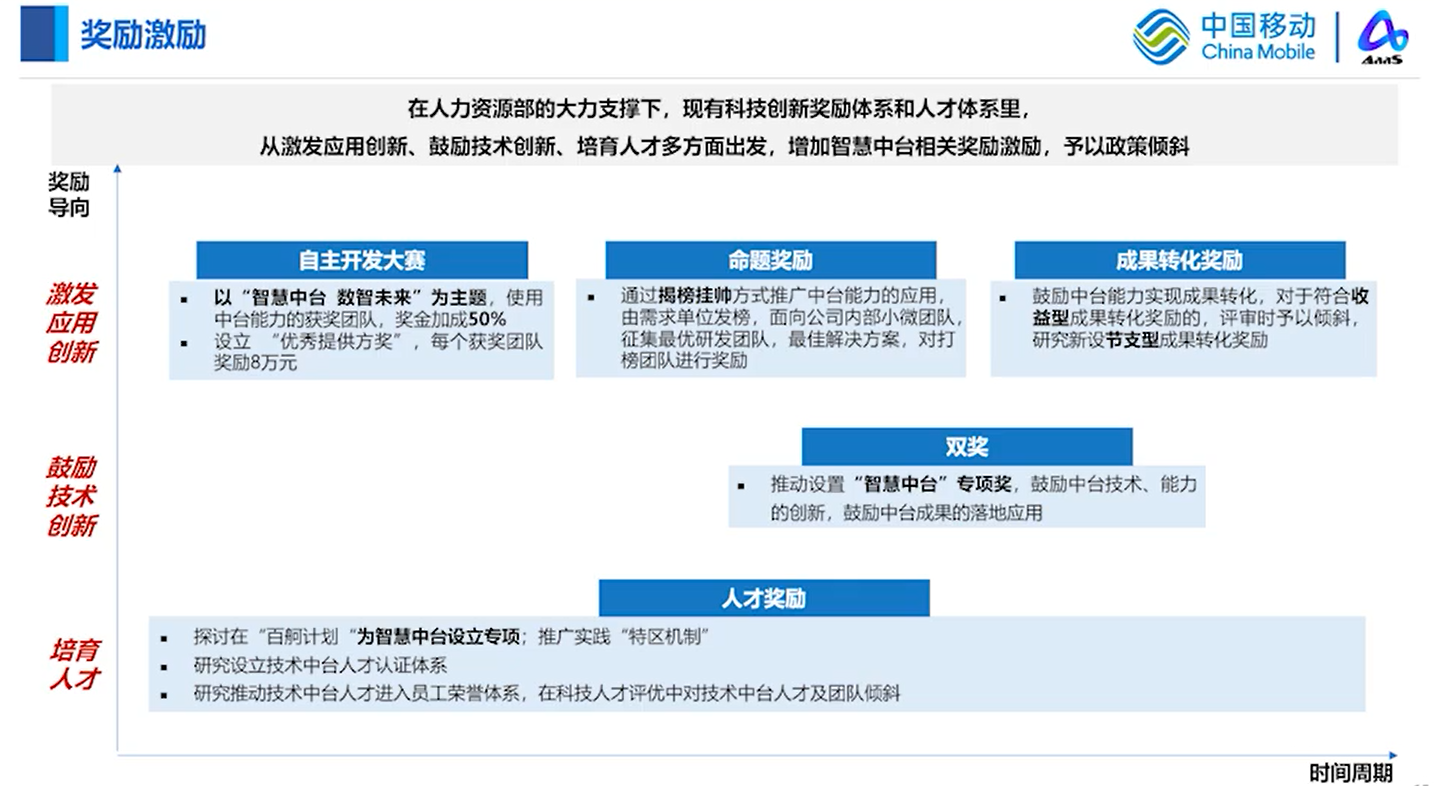 奖励激励
中国移动
China Mobile
AaaS
在人力资源部的大力支撑下，现有科技创新奖励体系和人才体系里，
从激发应用创新、鼓励技术创新、培育人才多方面出发，增加智慧中台相关奖励激励，予以政策倾斜
奖励
导向
激发
应用
创新
自主开发大赛
▪ 以“智慧中台 数智未来”为主题，使用
中台能力的获奖团队，奖金加成50%
▪ 设立 “优秀提供方奖”，每个获奖团队
奖励8万元
命题奖励
▪ 通过揭榜挂帅方式推广中台能力的应用，
由需求单位发榜，面向公司内部小微团队，
征集最优研发团队，最佳解决方案，对打
榜团队进行奖励
成果转化奖励
▪ 鼓励中台能力实现成果转化，对于符合收
益型成果转化奖励的，评审时予以倾斜，
研究新设节支型成果转化奖励
鼓励
技术
创新
双奖
▪ 推动设置“智慧中台”专项奖，鼓励中台技术、能力
的创新，鼓励中台成果的落地应用
培育
人才
人才奖励
▪ 探讨在“百舸计划“为智慧中台设立专项；推广实践“特区机制”
▪ 研究设立技术中台人才认证体系
▪ 研究推动技术中台人才进入员工荣誉体系，在科技人才评优中对技术中台人才及团队倾斜
时间周期